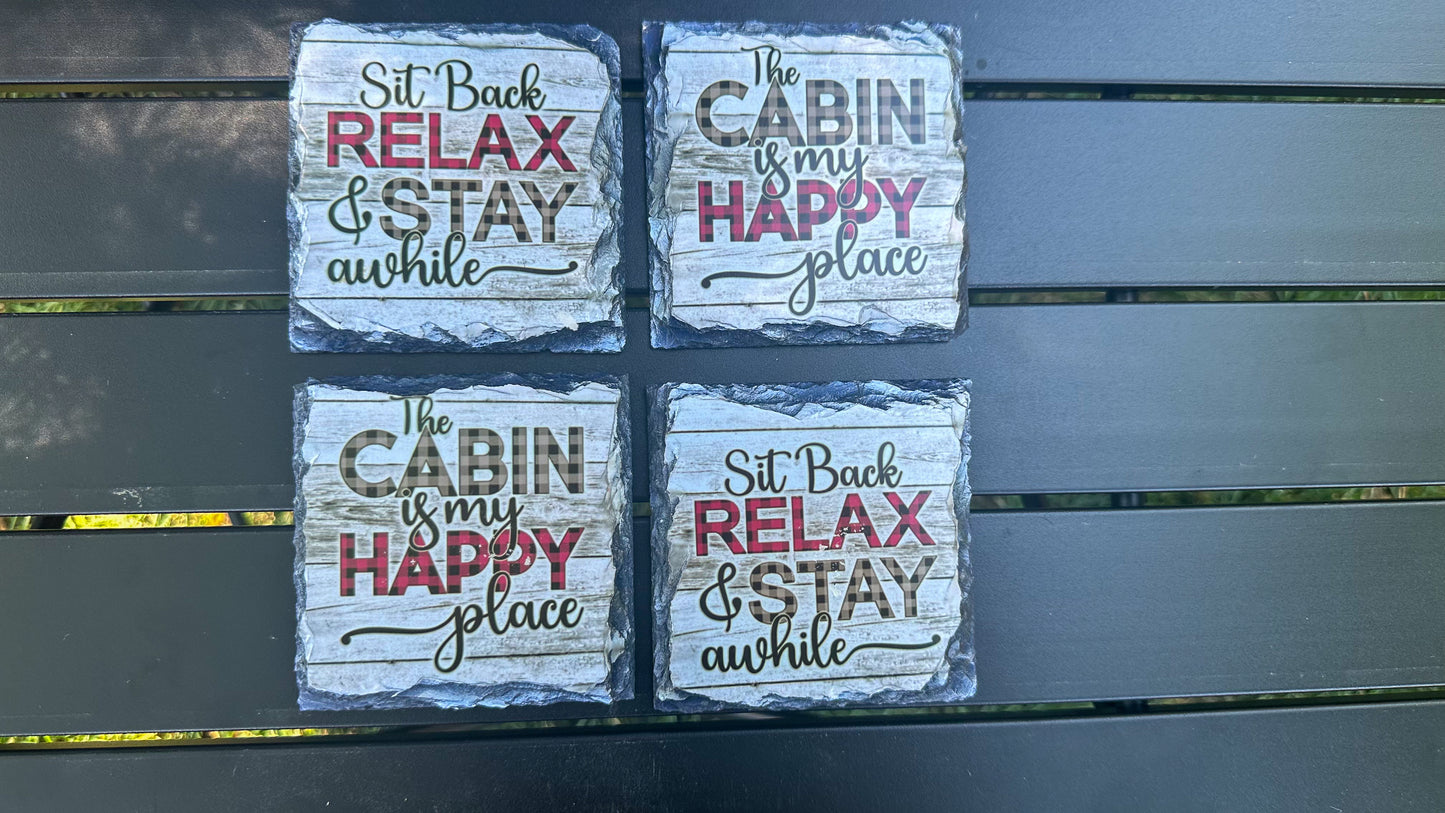 Sit Back
RELAX
& STAY
awhile
The
CABIN
is my
HAPPY
place
The
CABIN
is my
HAPPY
place
Sit Back
RELAX
& STAY
awhile